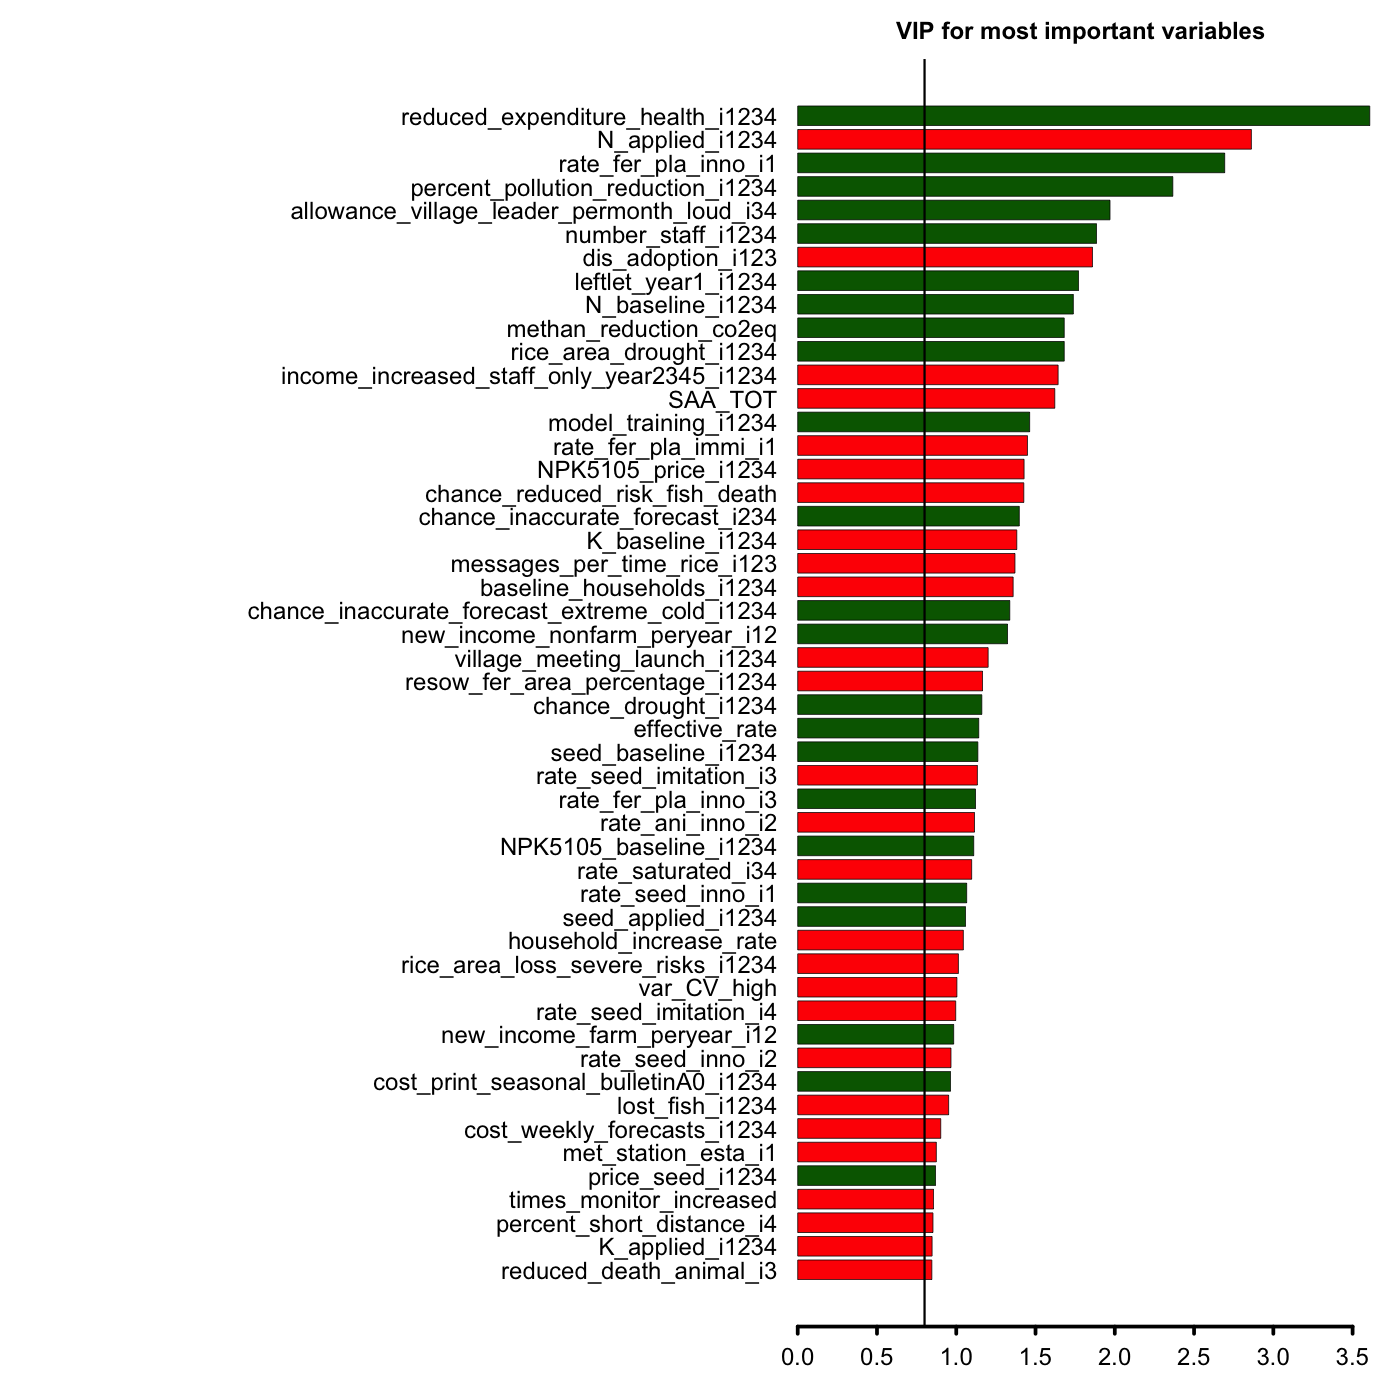 VIP for most important variables
reduced_expenditure_health_i1234
N_applied_i1234
rate_fer_pla_inno_i1
percent_pollution_reduction_i1234
allowance_village_leader_permonth_loud_i34
number_staff_i1234
dis_adoption_i123
leftlet_year1_i1234
N_baseline_i1234
methan_reduction_co2eq
rice_area_drought_i1234
income_increased_staff_only_year2345_i1234
SAA_TOT
model_training_i1234
rate_fer_pla_immi_i1
NPK5105_price_i1234
chance_reduced_risk_fish_death
chance_inaccurate_forecast_i234
K_baseline_i1234
messages_per_time_rice_i123
baseline_households_i1234
chance_inaccurate_forecast_extreme_cold_i1234
new_income_nonfarm_peryear_i12
village_meeting_launch_i1234
resow_fer_area_percentage_i1234
chance_drought_i1234
effective_rate
seed_baseline_i1234
rate_seed_imitation_i3
rate_fer_pla_inno_i3
rate_ani_inno_i2
NPK5105_baseline_i1234
rate_saturated_i34
rate_seed_inno_i1
seed_applied_i1234
household_increase_rate
rice_area_loss_severe_risks_i1234
var_CV_high
rate_seed_imitation_i4
new_income_farm_peryear_i12
rate_seed_inno_i2
cost_print_seasonal_bulletinA0_i1234
lost_fish_i1234
cost_weekly_forecasts_i1234
met_station_esta_i1
price_seed_i1234
times_monitor_increased
percent_short_distance_i4
K_applied_i1234
reduced_death_animal_i3
0.0 0.5 1.0 1.5 2.0 2.5 3.0 3.5